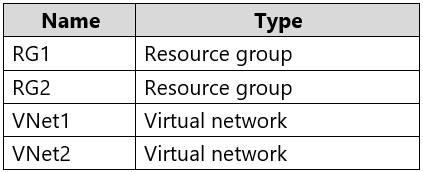 Name Type
RG1 Resource group
RG2 Resource group
VNet1 Virtual network
VNet2 Virtual network